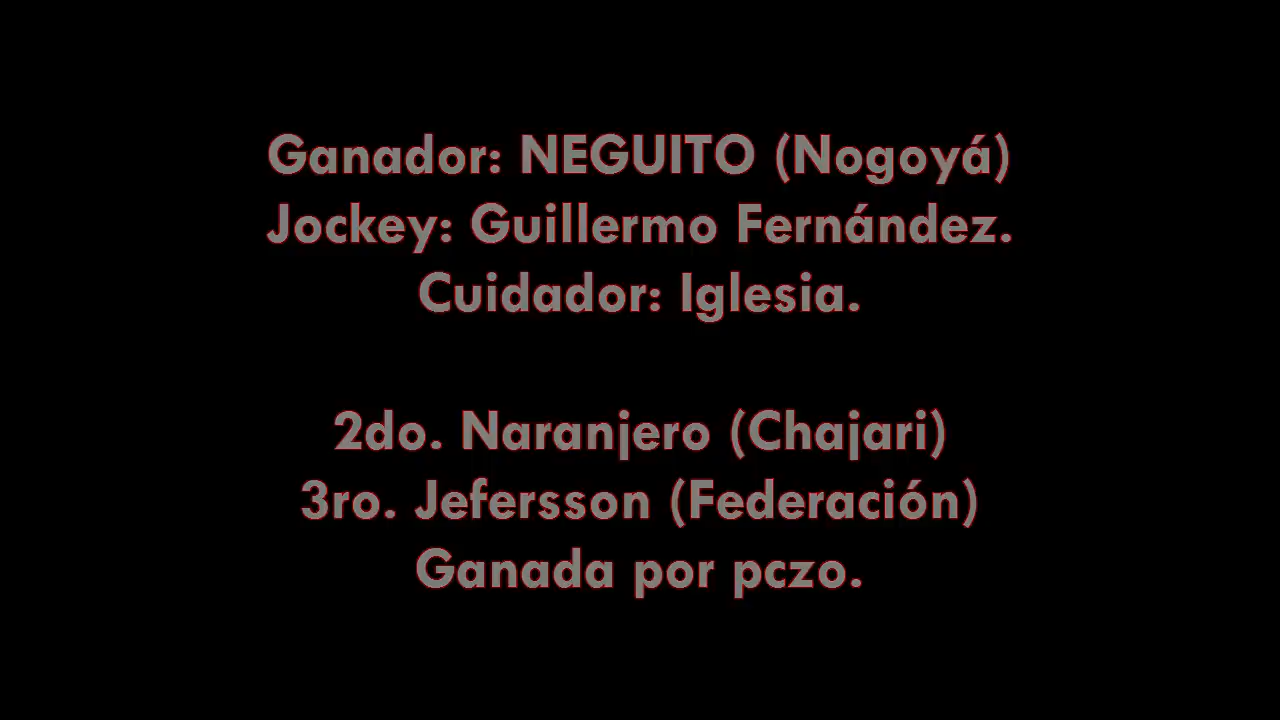 Ganador: NEGUITO (Nogoyá)
Jockey: Guillermo Fernández.
Cuidador: Iglesia.
2do. Naranjero (Chajari)
3ro. Jefersson (Federación)
Ganada por pczo.